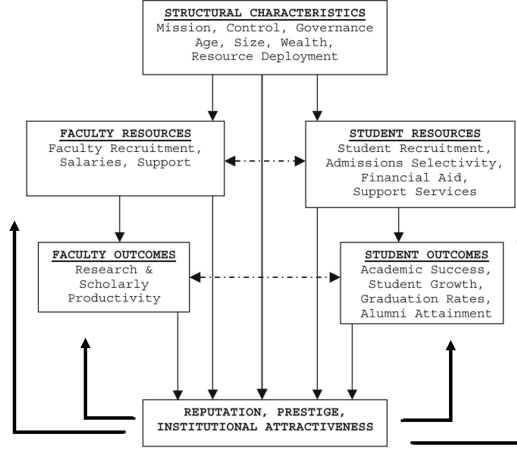 STRUCTURAL CHARACTERISTICS
Mission, Control, Governance
Age, Size, Wealth,
Resource Deployment
FACULTY RESOURCES
Faculty Recruitment,
Salaries, Support
STUDENT RESOURCES
Student Recruitment,
Admissions Selectivity,
Financial Aid,
Support Services
FACULTY OUTCOMES
Research &
Scholarly
Productivity
STUDENT OUTCOMES
Academic Success,
Student Growth,
Graduation Rates,
Alumni Attainment
REPUTATION, PRESTIGE,
INSTITUTIONAL ATTRACTIVENESS